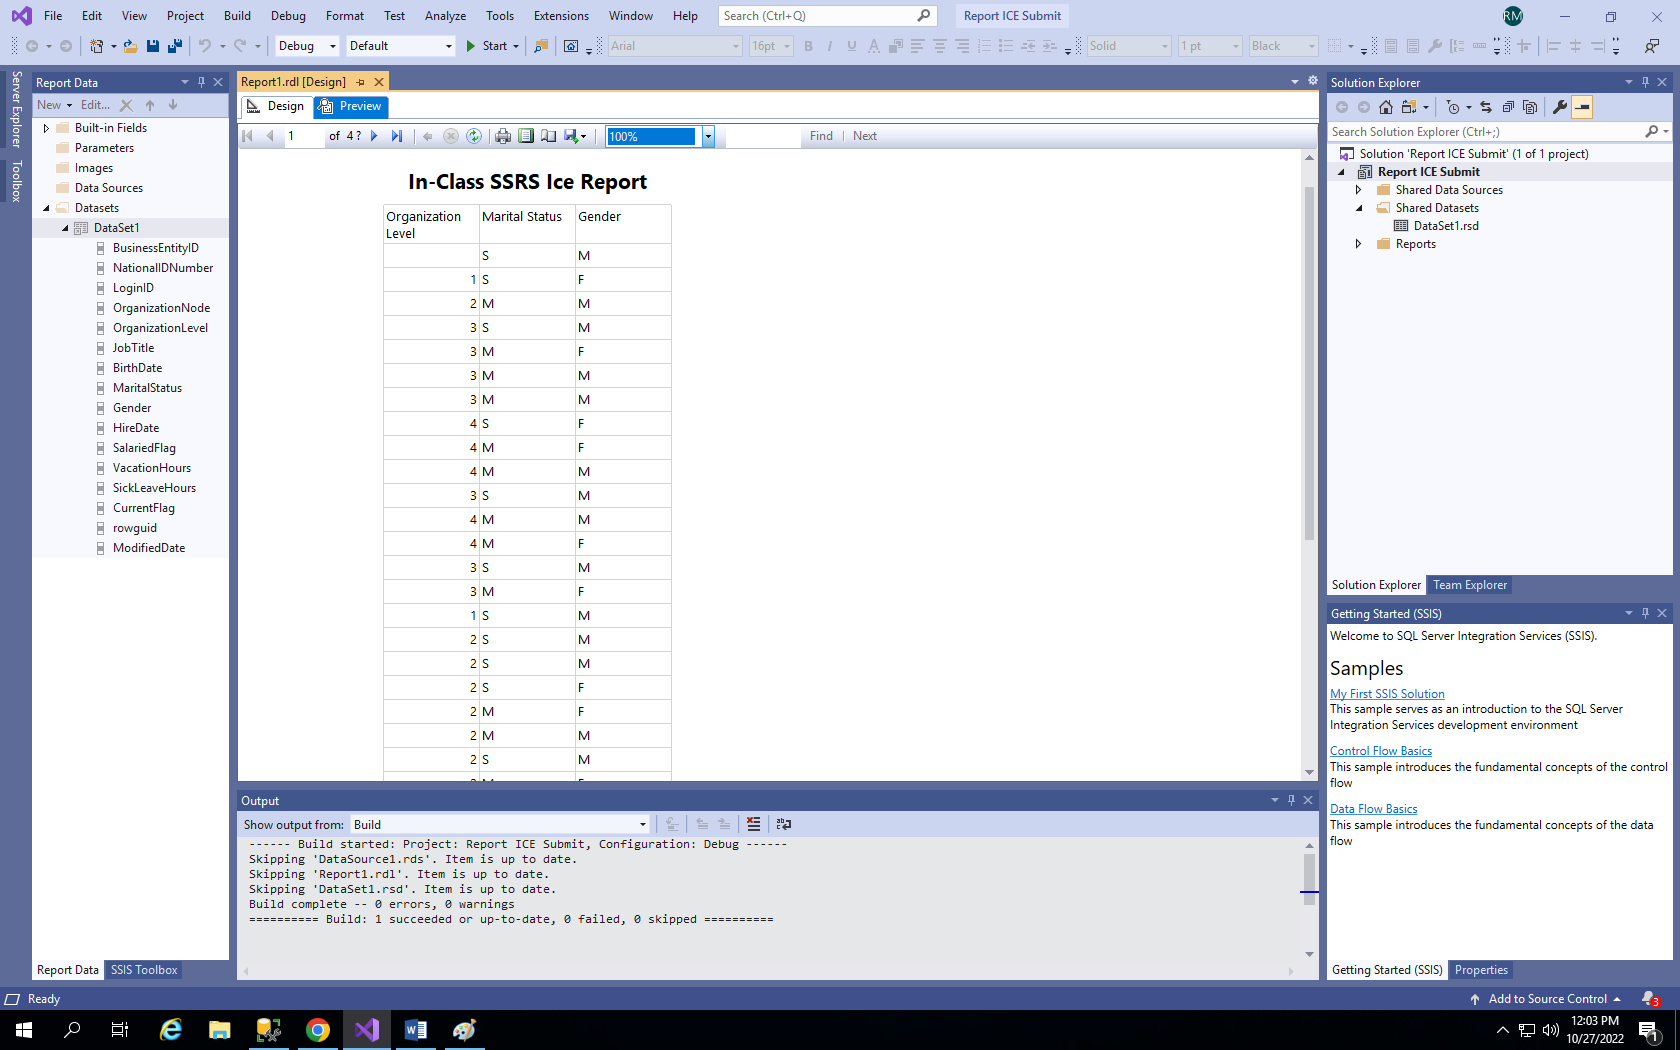 File Edit View Project Build Debug Format Test Analyze Tools Extensions Window Help Search (Ctrl+Q) Report ICE Submit RM
Debug Default Start Arial 16pt B I U A Solid 1 pt Black
Server Explorer
Toolbox
Report Data
New Edit...
Built-in Fields
Parameters
Images
Data Sources
Datasets
DataSet1
BusinessEntityID
NationalIDNumber
LoginID
OrganizationNode
OrganizationLevel
JobTitle
BirthDate
MaritalStatus
Gender
HireDate
SalariedFlag
VacationHours
SickLeaveHours
CurrentFlag
rowguid
ModifiedDate
Report Data SSIS Toolbox
Report1.rdl [Design]
Design Preview
1 of 4 ? 100% Find Next
In-Class SSRS Ice Report
Organization Level Marital Status Gender
S M
1 S F
2 M M
3 S M
3 M F
3 M M
3 M M
4 S F
4 M F
4 M M
3 S M
4 M M
4 M F
3 S M
3 M F
1 S M
2 S M
2 S M
2 S F
2 M F
2 M M
2 S M
Output
Show output from: Build
------ Build started: Project: Report ICE Submit, Configuration: Debug ------
Skipping 'DataSource1.rds'. Item is up to date.
Skipping 'Report1.rdl'. Item is up to date.
Skipping 'DataSet1.rsd'. Item is up to date.
Build complete -- 0 errors, 0 warnings
========== Build: 1 succeeded or up-to-date, 0 failed, 0 skipped ==========
Solution Explorer
Search Solution Explorer (Ctrl+;)
Solution 'Report ICE Submit' (1 of 1 project)
Report ICE Submit
Shared Data Sources
Shared Datasets
DataSet1.rsd
Reports
Solution Explorer Team Explorer
Getting Started (SSIS)
Welcome to SQL Server Integration Services (SSIS).
Samples
My First SSIS Solution
This sample serves as an introduction to the SQL Server
Integration Services development environment
Control Flow Basics
This sample introduces the fundamental concepts of the control
flow
Data Flow Basics
This sample introduces the fundamental concepts of the data
flow
Getting Started (SSIS) Properties
Ready Add to Source Control 3
12:03 PM
10/27/2022
1